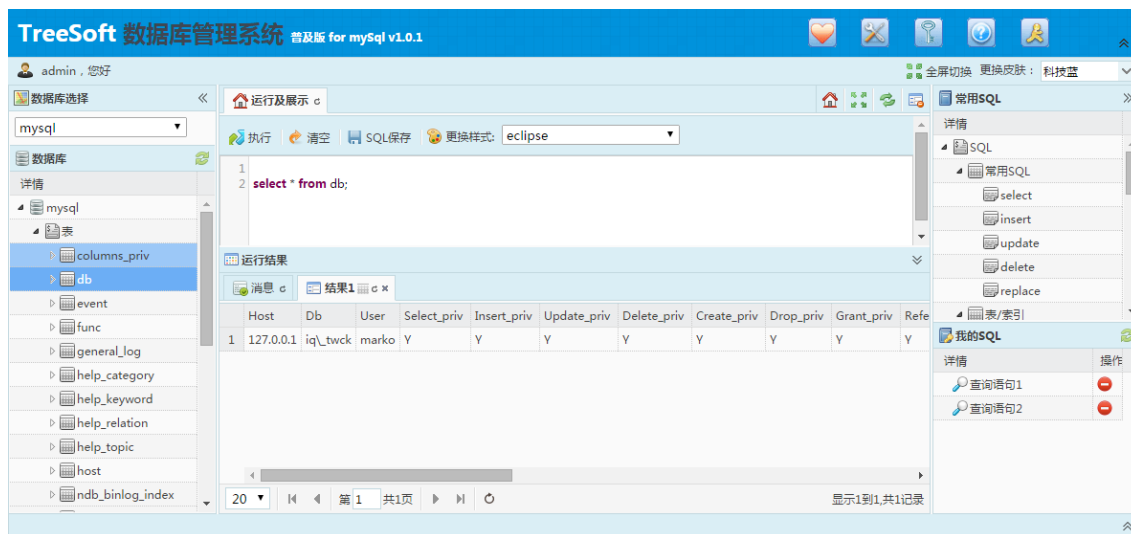 TreeSoft 数据库管理系统 普及版 for mySql v1.0.1
admin，您好
全屏切换 更换皮肤： 科技蓝
数据库选择
mysql
数据库
详情
mysql
表
columns_priv
db
event
func
general_log
help_category
help_keyword
help_relation
help_topic
host
ndb_binlog_index
运行及展示
执行 清空 SQL保存 更换样式: eclipse
1
2 select * from db;
运行结果
消息 结果1
Host Db User Select_priv Insert_priv Update_priv Delete_priv Create_priv Drop_priv Grant_priv Refe
1 127.0.0.1 iq\_twck marko Y Y Y Y Y Y Y Y
20 第 1 共1页 显示1到1,共1记录
常用SQL
详情
SQL
常用SQL
select
insert
update
delete
replace
表/索引
我的SQL
详情 操作
查询语句1
查询语句2